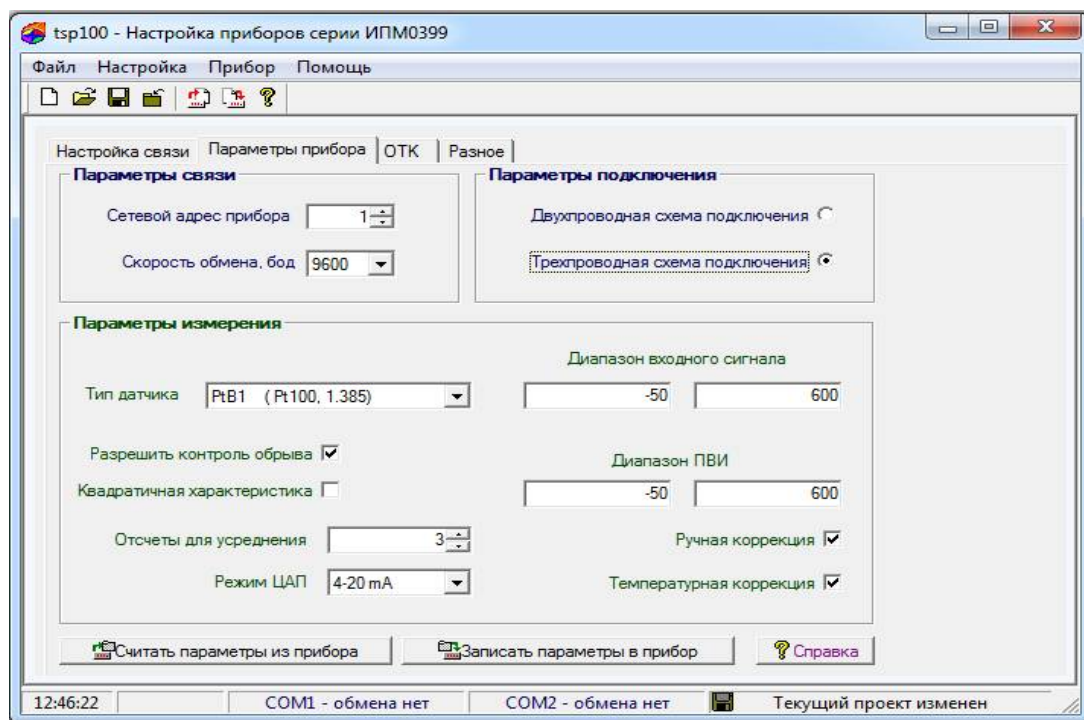 tsp100 - Настройка приборов серии ИПМ0399
Файл Настройка Прибор Помощь
Настройка связи Параметры прибора ОТК Разное
Параметры связи Параметры подключения
Сетевой адрес прибора 1 Двухпроводная схема подключения
Скорость обмена, бод 9600 Трехпроводная схема подключения
Параметры измерения
Диапазон входного сигнала
Тип датчика PtB1 ( Pt100, 1.385) -50 600
Разрешить контроль обрыва Диапазон ПВИ
Квадратичная характеристика -50 600
Отсчеты для усреднения 3 Ручная коррекция
Режим ЦАП 4-20 mA Температурная коррекция
Считать параметры из прибора Записать параметры в прибор Справка
12:46:22 COM1 - обмена нет COM2 - обмена нет Текущий проект изменен